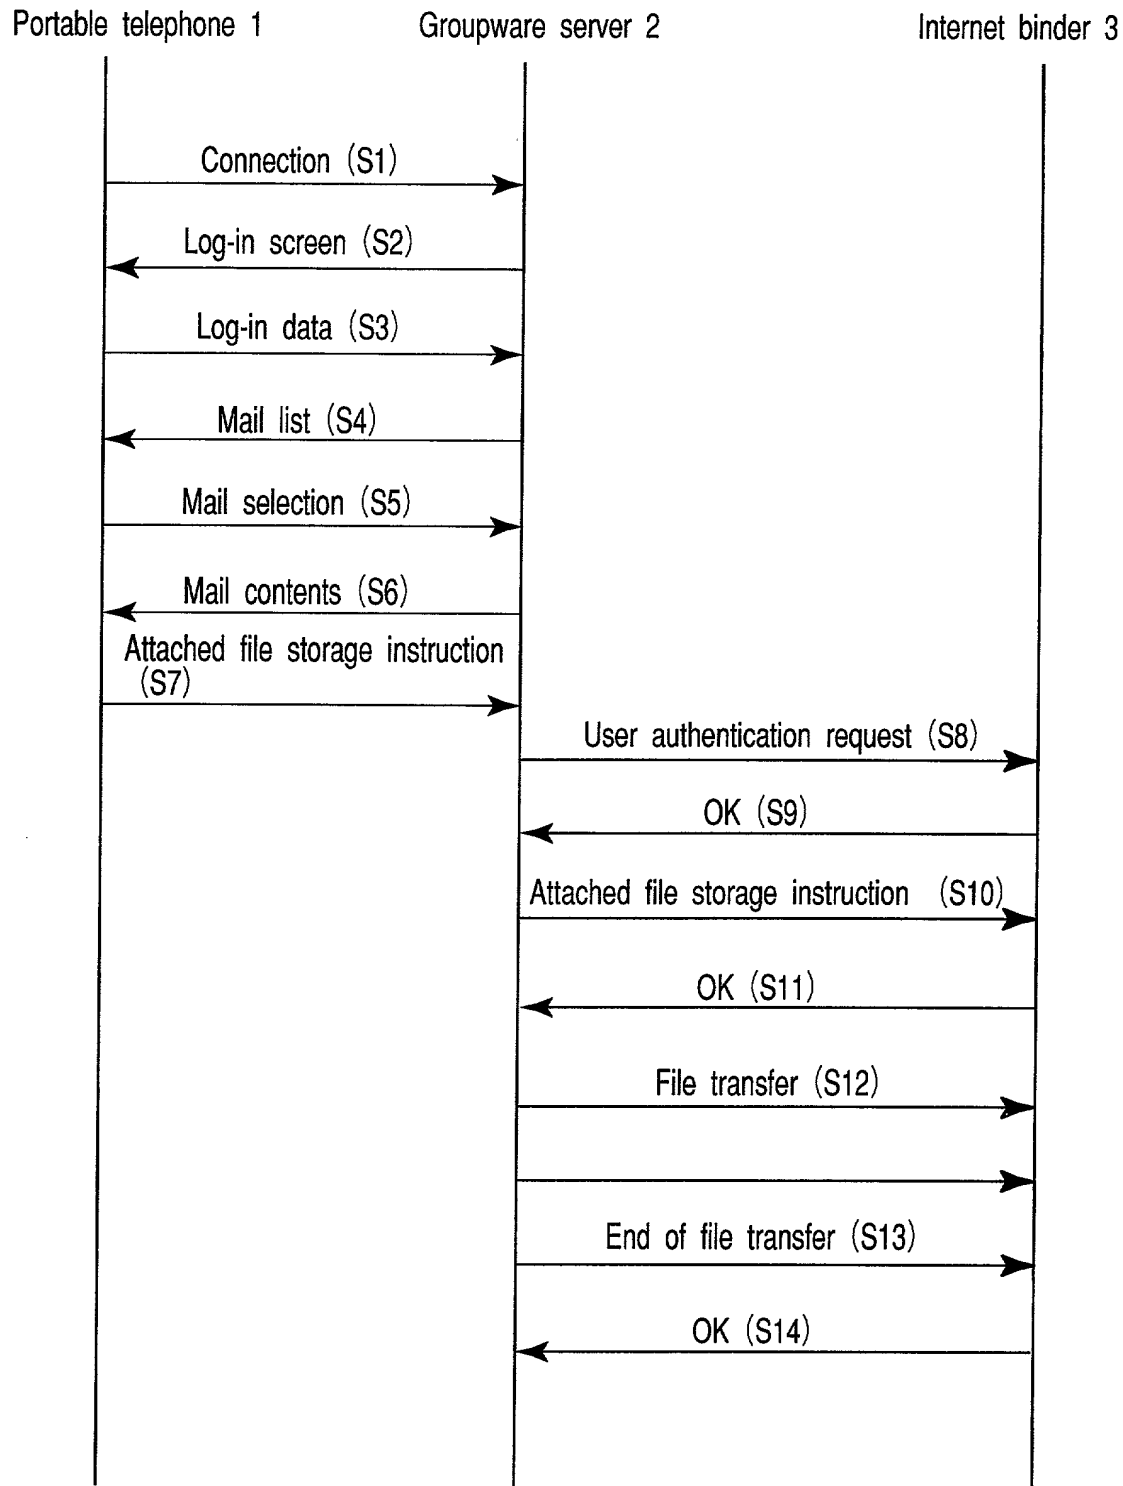 Portable telephone 1
Groupware server 2
Internet binder 3
Connection (S1)
Log-in screen (S2)
Log-in data (S3)
Mail list (S4)
Mail selection (S5)
Mail contents (S6)
Attached file storage instruction
(S7)
User authentication request (S8)
OK (S9)
Attached file storage instruction (S10)
OK (S11)
File transfer (S12)
End of file transfer (S13)
OK (S14)